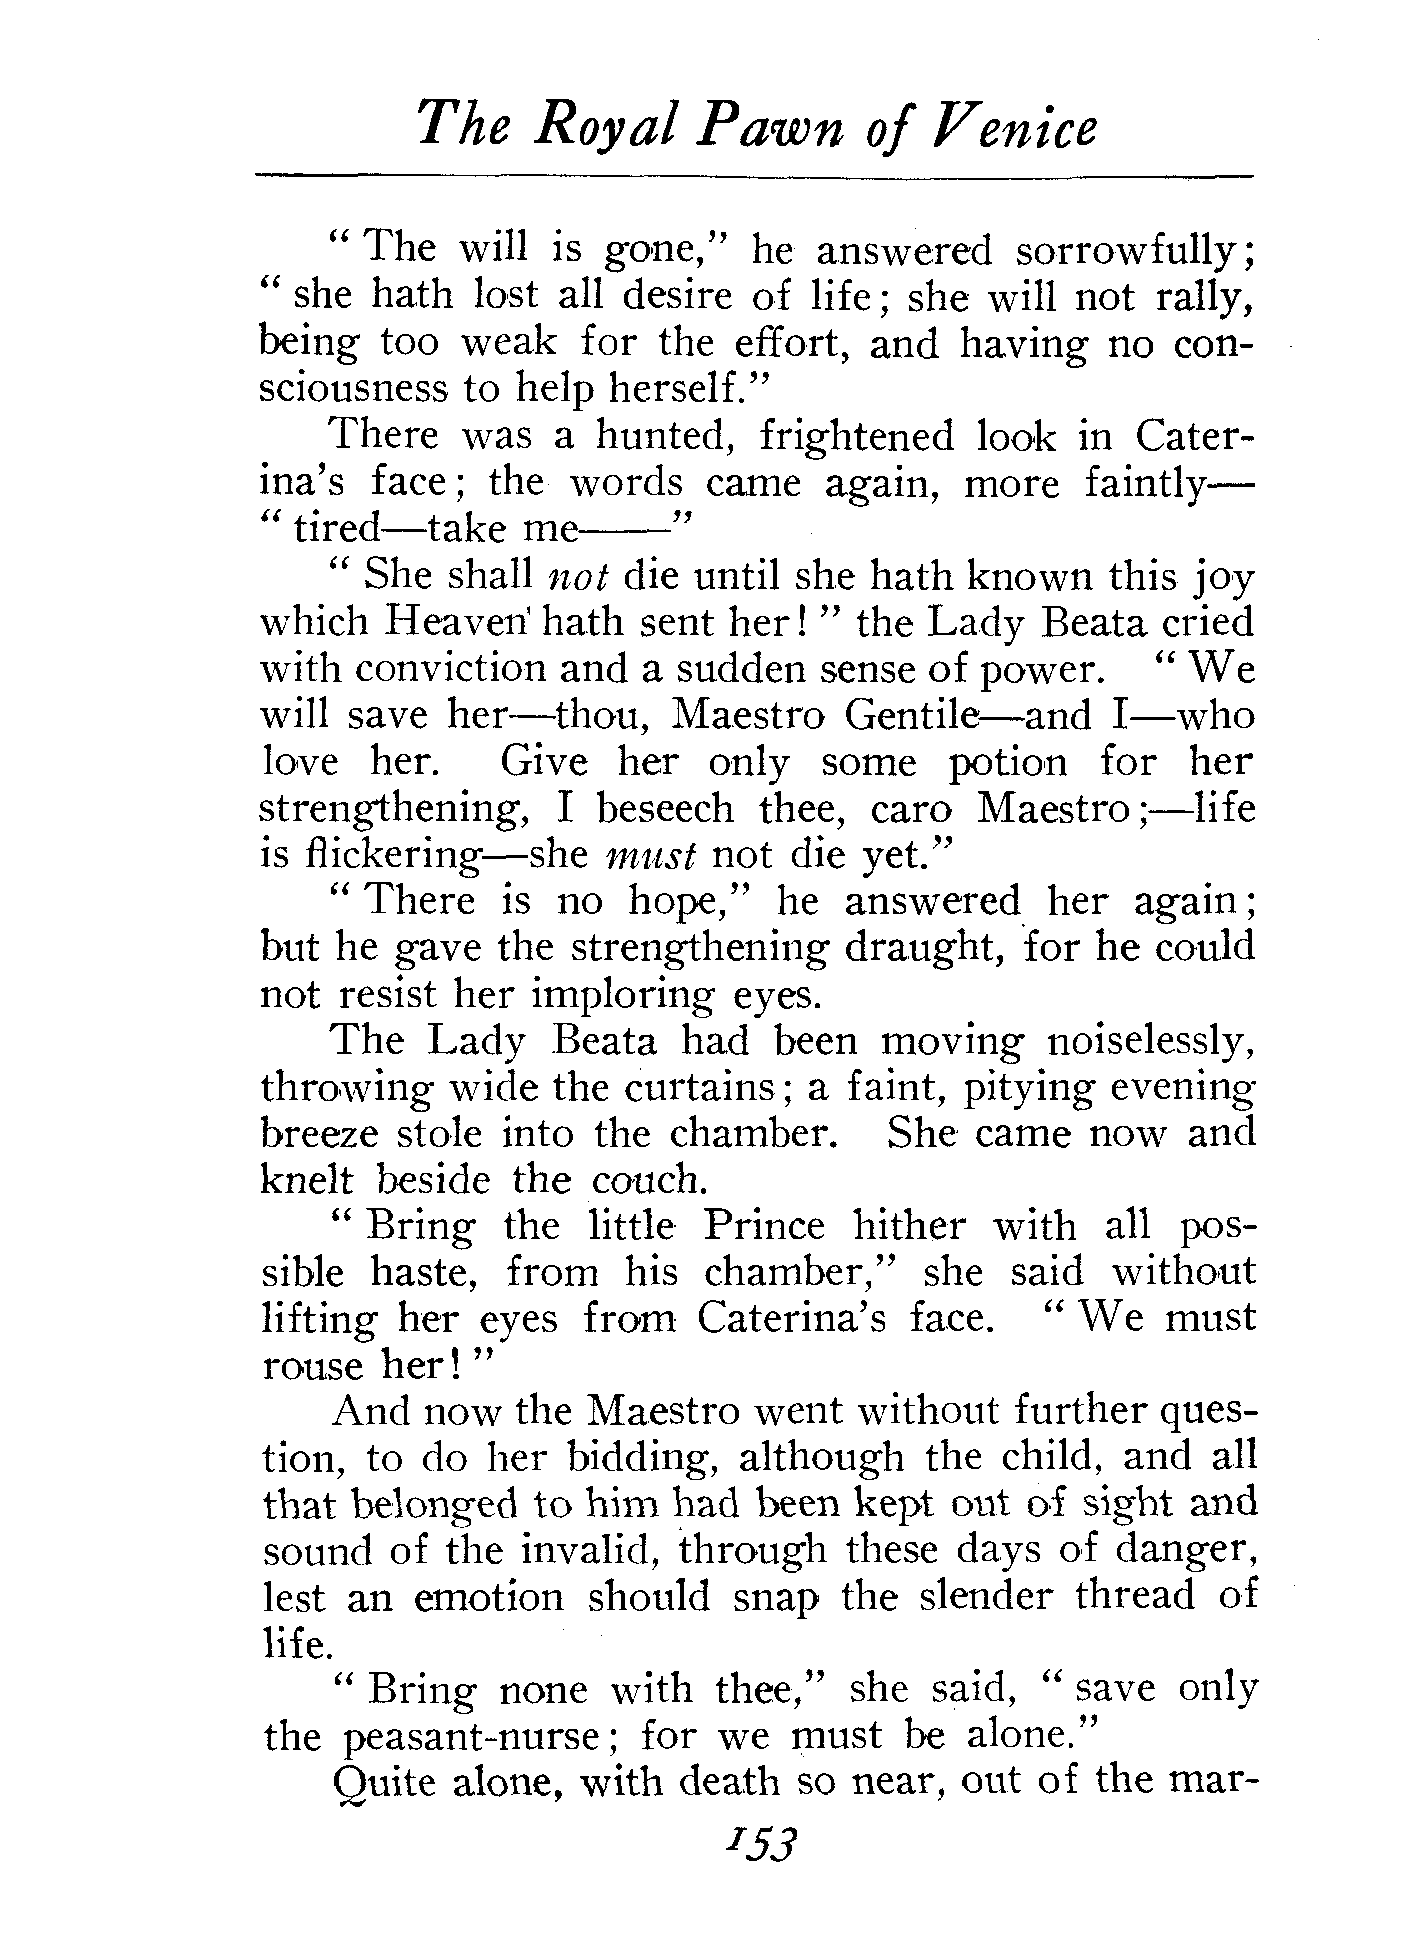 The Royal Pawn of Venice
“ The will is gone,” he answered sorrowfully;
“ she hath lost all desire of life; she will not rally,
being too weak for the effort, and having no con-
sciousness to help herself.”
There was a hunted, frightened look in Cater-
ina’s face; the words came again, more faintly—
“ tired—take me——”
“ She shall not die until she hath known this joy
which Heaven hath sent her! ” the Lady Beata cried
with conviction and a sudden sense of power. “ We
will save her—thou, Maestro Gentile—and I—who
love her. Give her only some potion for her
strengthening, I beseech thee, caro Maestro;—life
is flickering—she must not die yet.”
“ There is no hope,” he answered her again;
but he gave the strengthening draught, for he could
not resist her imploring eyes.
The Lady Beata had been moving noiselessly,
throwing wide the curtains; a faint, pitying evening
breeze stole into the chamber. She came now and
knelt beside the couch.
“ Bring the little Prince hither with all pos-
sible haste, from his chamber,” she said without
lifting her eyes from Caterina’s face. “ We must
rouse her! ”
And now the Maestro went without further ques-
tion, to do her bidding, although the child, and all
that belonged to him had been kept out of sight and
sound of the invalid, through these days of danger,
lest an emotion should snap the slender thread of
life.
“ Bring none with thee,” she said, “ save only
the peasant-nurse; for we must be alone.”
Quite alone, with death so near, out of the mar-
153